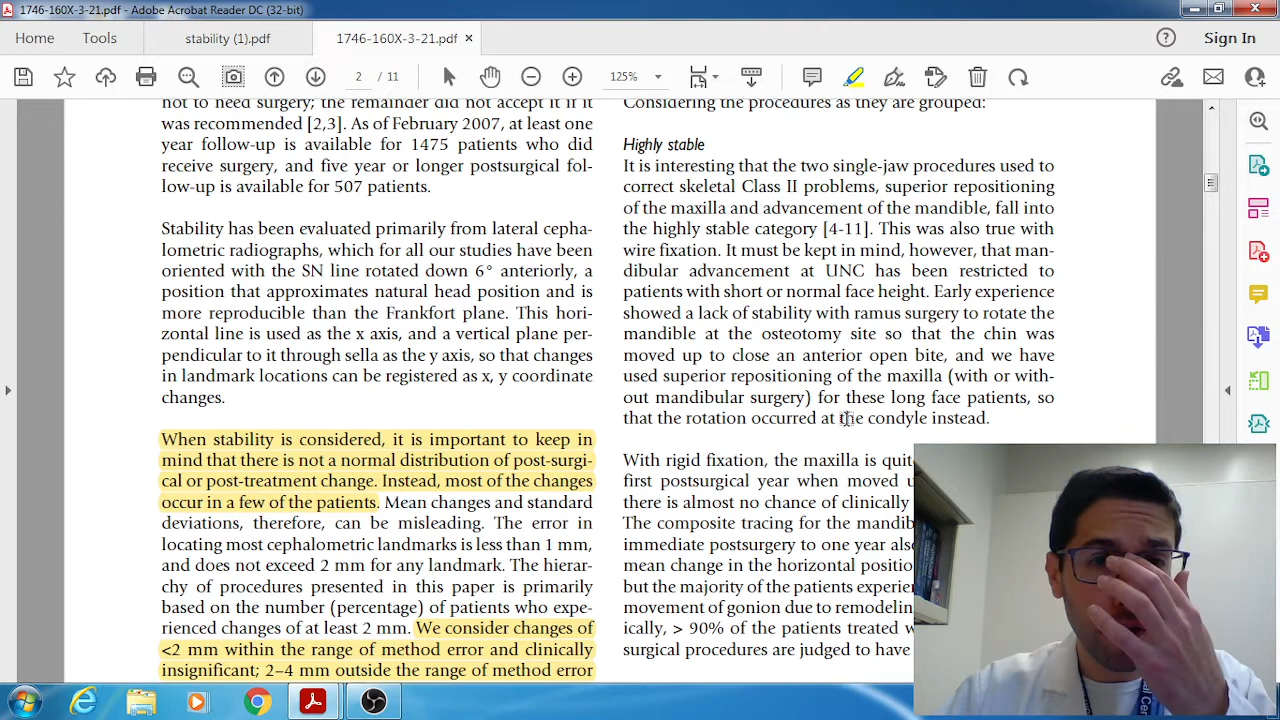 1746-160X-3-21.pdf - Adobe Acrobat Reader DC (32-bit)
Home Tools stability (1).pdf 1746-160X-3-21.pdf × Sign In
2 / 11 125%
not to need surgery; the remainder did not accept it if it
was recommended [2,3]. As of February 2007, at least one
year follow-up is available for 1475 patients who did
receive surgery, and five year or longer postsurgical fol-
low-up is available for 507 patients.
Stability has been evaluated primarily from lateral cepha-
lometric radiographs, which for all our studies have been
oriented with the SN line rotated down 6° anteriorly, a
position that approximates natural head position and is
more reproducible than the Frankfort plane. This hori-
zontal line is used as the x axis, and a vertical plane per-
pendicular to it through sella as the y axis, so that changes
in landmark locations can be registered as x, y coordinate
changes.
When stability is considered, it is important to keep in
mind that there is not a normal distribution of post-surgi-
cal or post-treatment change. Instead, most of the changes
occur in a few of the patients. Mean changes and standard
deviations, therefore, can be misleading. The error in
locating most cephalometric landmarks is less than 1 mm,
and does not exceed 2 mm for any landmark. The hierar-
chy of procedures presented in this paper is primarily
based on the number (percentage) of patients who expe-
rienced changes of at least 2 mm. We consider changes of
<2 mm within the range of method error and clinically
insignificant; 2–4 mm outside the range of method error
Considering the procedures as they are grouped:
Highly stable
It is interesting that the two single-jaw procedures used to
correct skeletal Class II problems, superior repositioning
of the maxilla and advancement of the mandible, fall into
the highly stable category [4-11]. This was also true with
wire fixation. It must be kept in mind, however, that man-
dibular advancement at UNC has been restricted to
patients with short or normal face height. Early experience
showed a lack of stability with ramus surgery to rotate the
mandible at the osteotomy site so that the chin was
moved up to close an anterior open bite, and we have
used superior repositioning of the maxilla (with or with-
out mandibular surgery) for these long face patients, so
that the rotation occurred at the condyle instead.
With rigid fixation, the maxilla is quit
first postsurgical year when moved u
there is almost no chance of clinically
The composite tracing for the mandib
immediate postsurgery to one year also
mean change in the horizontal positio
but the majority of the patients experie
movement of gonion due to remodelin
ically, > 90% of the patients treated w
surgical procedures are judged to have